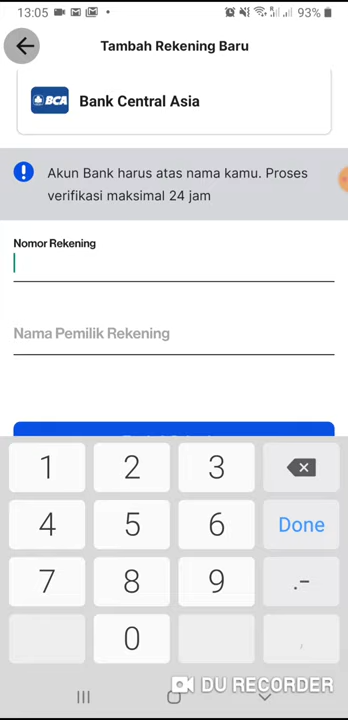 13:05
93%
Tambah Rekening Baru
BCA
Bank Central Asia
Akun Bank harus atas nama kamu. Proses
verifikasi maksimal 24 jam
Nomor Rekening
Nama Pemilik Rekening
1 2 3
4 5 6 Done
7 8 9 .-
0 ,
DU RECORDER